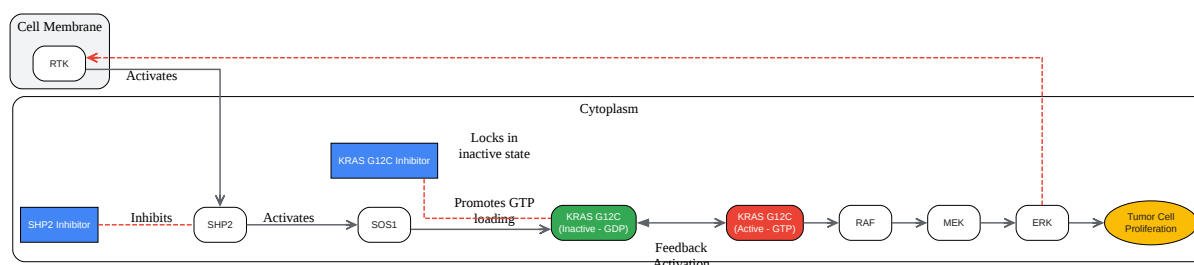 Cell Membrane
RTK
Activates
Cytoplasm
Locks in
inactive state
KRAS G12C Inhibitor
SHP2 Inhibitor
Inhibits
SHP2
Activates
SOS1
Promotes GTP
loading
KRAS G12C
(Inactive - GDP)
Feedback
Activation
KRAS G12C
(Active - GTP)
RAF
MEK
ERK
Tumor Cell
Proliferation